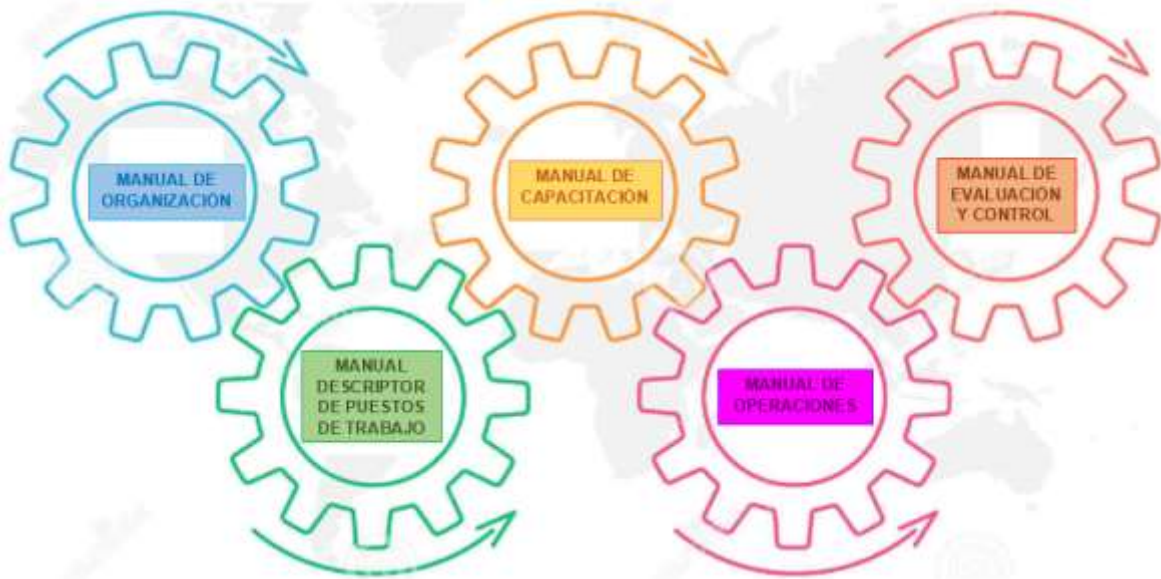 MANUAL DE
ORGANIZACIÓN
MANUAL DE
CAPACITACIÓN
MANUAL DE
EVALUACIÓN
Y CONTROL
MANUAL
DESCRIPTOR
DE PUESTOS
DE TRABAJO
MANUAL DE
OPERACIONES